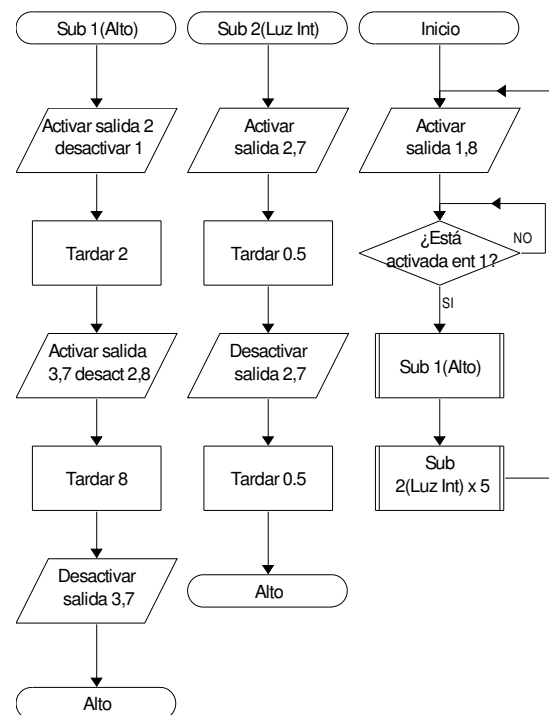 Sub 1(Alto)
Activar salida 2
desactivar 1
Tardar 2
Activar salida
3,7 desact 2,8
Tardar 8
Desactivar
salida 3,7
Alto
Sub 2(Luz Int)
Activar
salida 2,7
Tardar 0.5
Desactivar
salida 2,7
Tardar 0.5
Alto
Inicio
Activar
salida 1,8
¿Está
activada ent 1?
NO
SI
Sub 1(Alto)
Sub
2(Luz Int) x 5